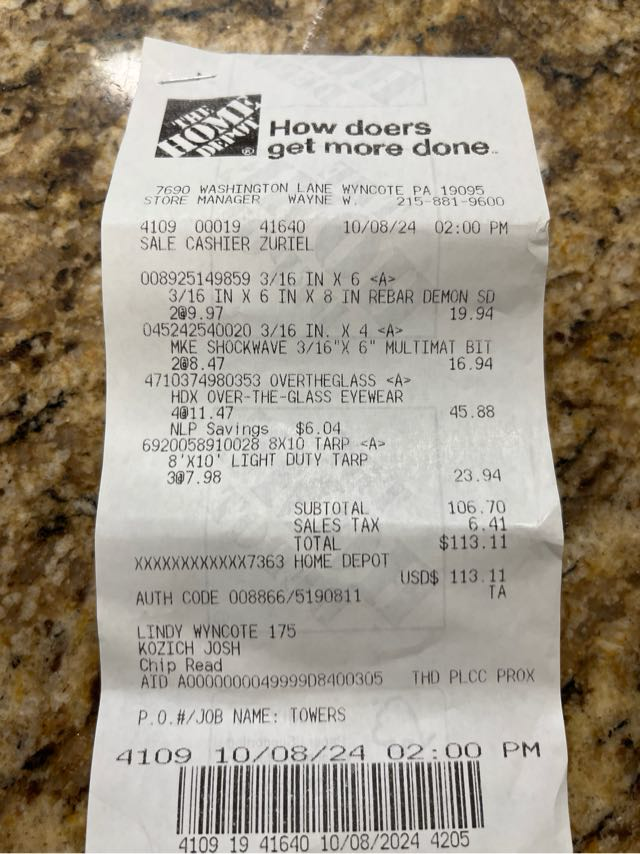 THE
HOME
DEPOT
®
How doers
get more done™
7690 WASHINGTON LANE WYNCOTE PA 19095
STORE MANAGER WAYNE W. 215-881-9600
4109 00019 41640 10/08/24 02:00 PM
SALE CASHIER ZURIEL
008925149859 3/16 IN X 6 <A>
3/16 IN X 6 IN X 8 IN REBAR DEMON SD
2@9.97 19.94
045242540020 3/16 IN. X 4 <A>
MKE SHOCKWAVE 3/16"X 6" MULTIMAT BIT
2@8.47 16.94
4710374980353 OVERTHEGLASS <A>
HDX OVER-THE-GLASS EYEWEAR
4@11.47 45.88
NLP Savings $6.04
6920058910028 8X10 TARP <A>
8'X10' LIGHT DUTY TARP
3@7.98 23.94
SUBTOTAL 106.70
SALES TAX 6.41
TOTAL $113.11
XXXXXXXXXXXX7363 HOME DEPOT
USD$ 113.11
AUTH CODE 008866/5190811 TA
LINDY WYNCOTE 175
KOZICH JOSH
Chip Read
AID A0000000049999D8400305 THD PLCC PROX
P.O.#/JOB NAME: TOWERS
4109 10/08/24 02:00 PM
4109 19 41640 10/08/2024 4205